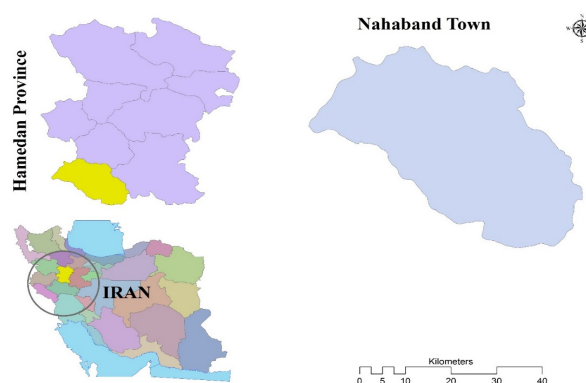 Hamedan Province
Nahaband Town
N
W
E
S
IRAN
Kilometers
0 5 10 20 30 40